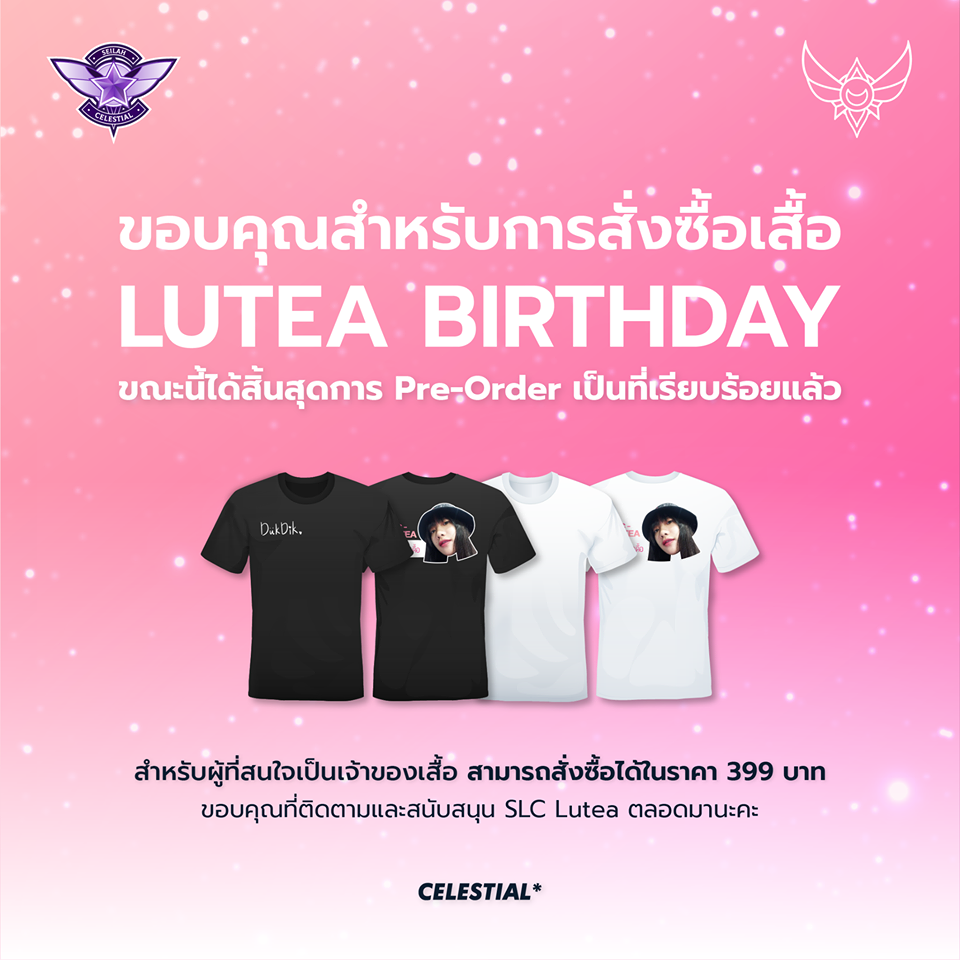 SEILAH
CELESTIAL
ขอบคุณสำหรับการสั่งซื้อเสื้อ
LUTEA BIRTHDAY
ขณะนี้ได้สิ้นสุดการ Pre-Order เป็นที่เรียบร้อยแล้ว
DukDik
TEA
สำหรับผู้ที่สนใจเป็นเจ้าของเสื้อ สามารถสั่งซื้อได้ในราคา 399 บาท
ขอบคุณที่ติดตามและสนับสนุน SLC Lutea ตลอดมานะคะ
CELESTIAL*